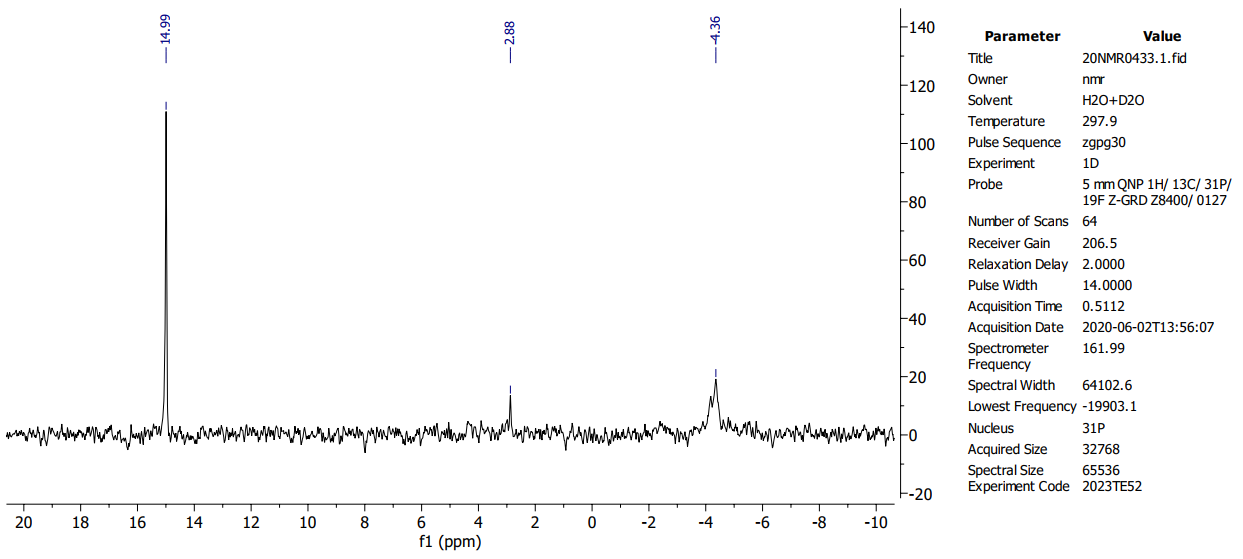 14.99
2.88
-4.36
140
120
100
80
60
40
20
0
-20
20 18 16 14 12 10 8 6 4 2 0 -2 -4 -6 -8 -10
f1 (ppm)
Parameter Value
Title 20NMR0433.1.fid
Owner nmr
Solvent H2O+D2O
Temperature 297.9
Pulse Sequence zgpg30
Experiment 1D
Probe 5 mm QNP 1H/ 13C/ 31P/
19F Z-GRD Z8400/ 0127
Number of Scans 64
Receiver Gain 206.5
Relaxation Delay 2.0000
Pulse Width 14.0000
Acquisition Time 0.5112
Acquisition Date 2020-06-02T13:56:07
Spectrometer 161.99
Frequency
Spectral Width 64102.6
Lowest Frequency -19903.1
Nucleus 31P
Acquired Size 32768
Spectral Size 65536
Experiment Code 2023TE52